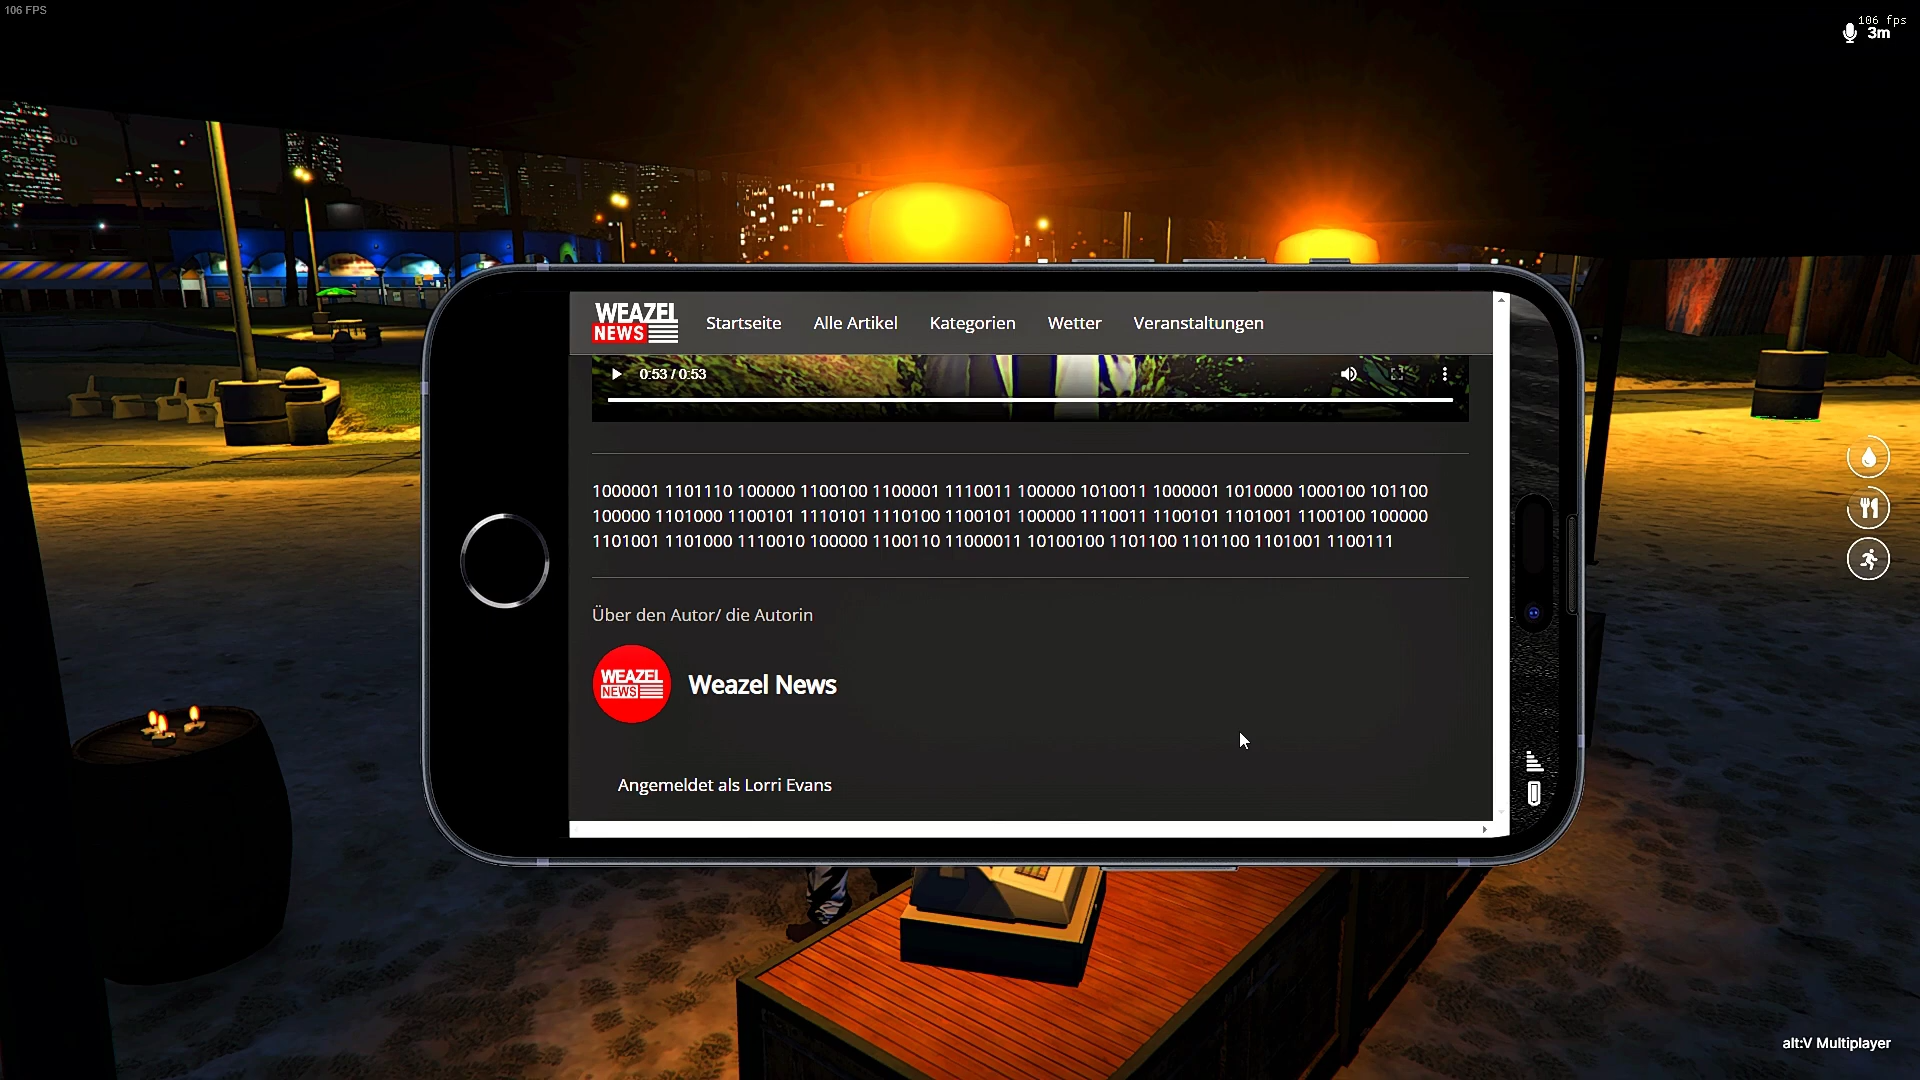 106 FPS
106 fps
3m
WEAZEL
NEWS
Startseite Alle Artikel Kategorien Wetter Veranstaltungen
0:53 / 0:53
1000001 1101110 100000 1100100 1100001 1110011 100000 1010011 1000001 1010000 1000100 101100
100000 1101000 1100101 1110101 1110100 1100101 100000 1110011 1100101 1101001 1100100 100000
1101001 1101000 1110010 100000 1100110 11000011 10100100 1101100 1101100 1101001 1100111
Über den Autor/ die Autorin
WEAZEL
NEWS
Weazel News
Angemeldet als Lorri Evans
alt:V Multiplayer